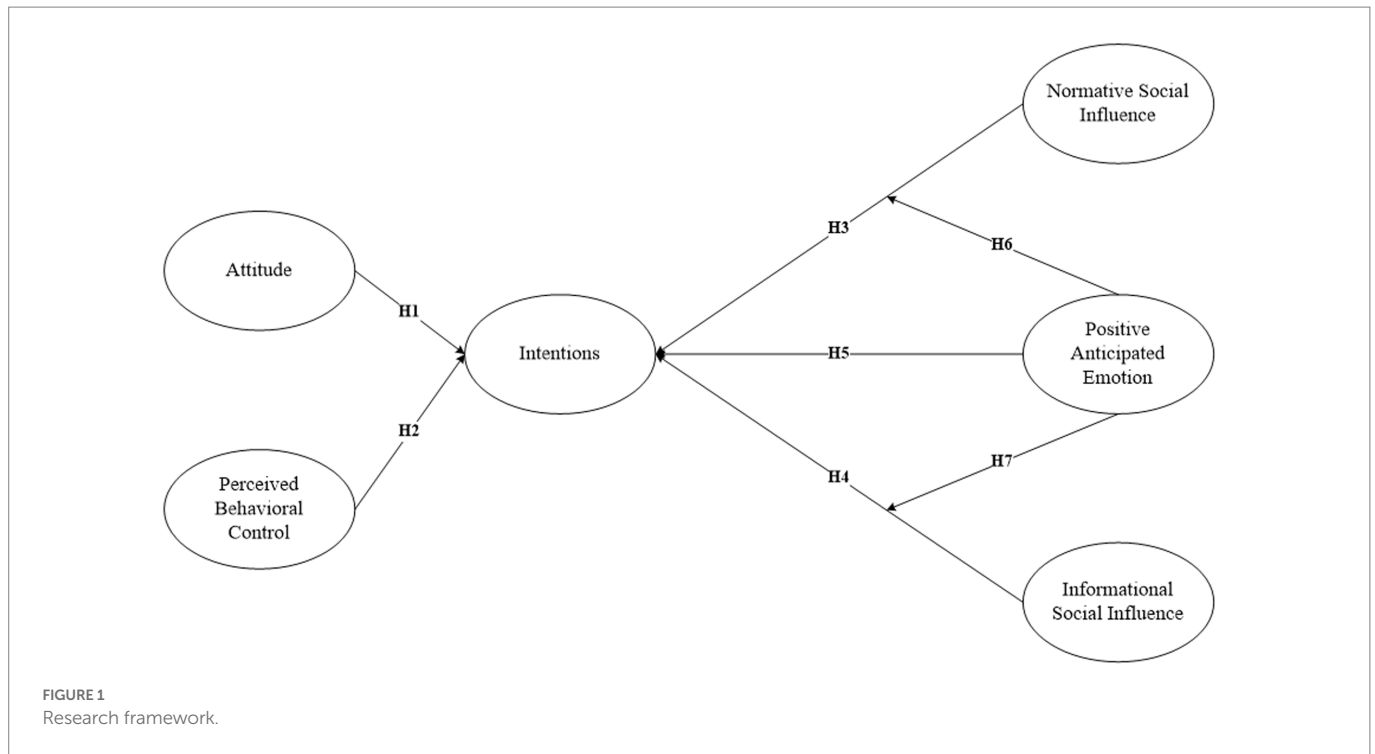 Normative Social
Influence
H3
H6
Attitude
H1
Intentions
H5
Positive
Anticipated
Emotion
H2
H4
H7
Perceived
Behavioral
Control
Informational
Social Influence
FIGURE 1
Research framework.